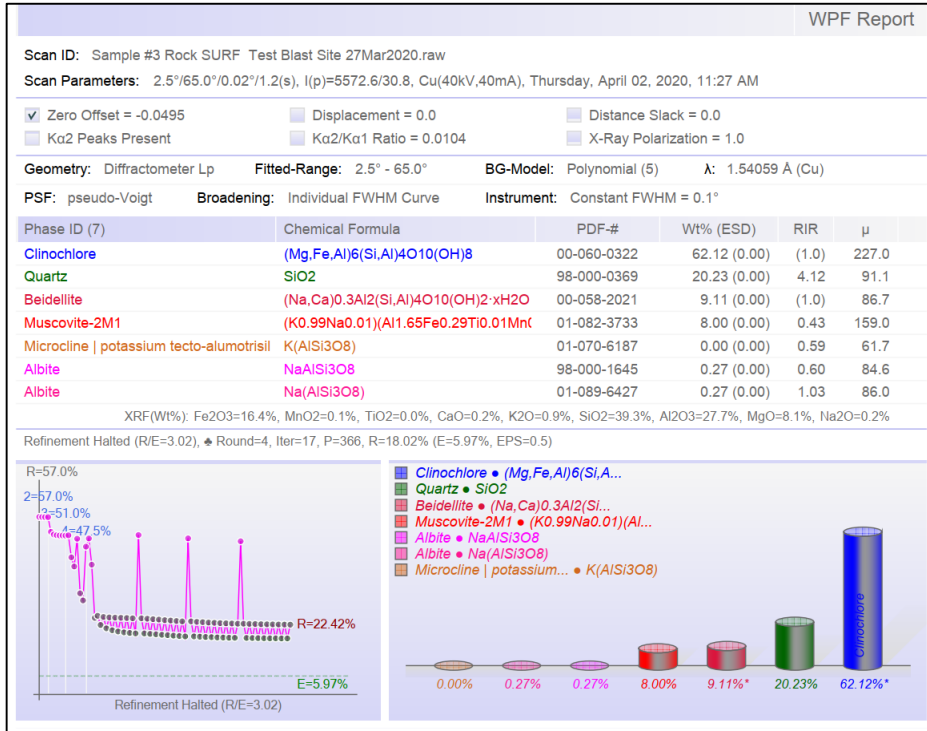 WPF Report
Scan ID: Sample #3 Rock SURF Test Blast Site 27Mar2020.raw
Scan Parameters: 2.5°/65.0°/0.02°/1.2(s), I(p)=5572.6/30.8, Cu(40kV,40mA), Thursday, April 02, 2020, 11:27 AM
Zero Offset = -0.0495 Displacement = 0.0 Distance Slack = 0.0
Kα2 Peaks Present Kα2/Kα1 Ratio = 0.0104 X-Ray Polarization = 1.0
Geometry: Diffractometer Lp Fitted-Range: 2.5° - 65.0° BG-Model: Polynomial (5) λ: 1.54059 Å (Cu)
PSF: pseudo-Voigt Broadening: Individual FWHM Curve Instrument: Constant FWHM = 0.1°
Phase ID (7) Chemical Formula PDF-# Wt% (ESD) RIR μ
Clinochlore (Mg,Fe,Al)6(Si,Al)4O10(OH)8 00-060-0322 62.12 (0.00) (1.0) 227.0
Quartz SiO2 98-000-0369 20.23 (0.00) 4.12 91.1
Beidellite (Na,Ca)0.3Al2(Si,Al)4O10(OH)2·xH2O 00-058-2021 9.11 (0.00) (1.0) 86.7
Muscovite-2M1 (K0.99Na0.01)(Al1.65Fe0.29Ti0.01Mn( 01-082-3733 8.00 (0.00) 0.43 159.0
Microcline | potassium tecto-alumotrisil K(AlSi3O8) 01-070-6187 0.00 (0.00) 0.59 61.7
Albite NaAlSi3O8 98-000-1645 0.27 (0.00) 0.60 84.6
Albite Na(AlSi3O8) 01-089-6427 0.27 (0.00) 1.03 86.0
XRF(Wt%): Fe2O3=16.4%, MnO2=0.1%, TiO2=0.0%, CaO=0.2%, K2O=0.9%, SiO2=39.3%, Al2O3=27.7%, MgO=8.1%, Na2O=0.2%
Refinement Halted (R/E=3.02), ♣ Round=4, Iter=17, P=366, R=18.02% (E=5.97%, EPS=0.5)
R=57.0%
2=57.0%
3=51.0%
4=47.5%
R=22.42%
E=5.97%
Refinement Halted (R/E=3.02)
Clinochlore ● (Mg,Fe,Al)6(Si,A...
Quartz ● SiO2
Beidellite ● (Na,Ca)0.3Al2(Si...
Muscovite-2M1 ● (K0.99Na0.01)(Al...
Albite ● NaAlSi3O8
Albite ● Na(AlSi3O8)
Microcline | potassium... ● K(AlSi3O8)
Clinochlore
0.00% 0.27% 0.27% 8.00% 9.11%* 20.23% 62.12%*